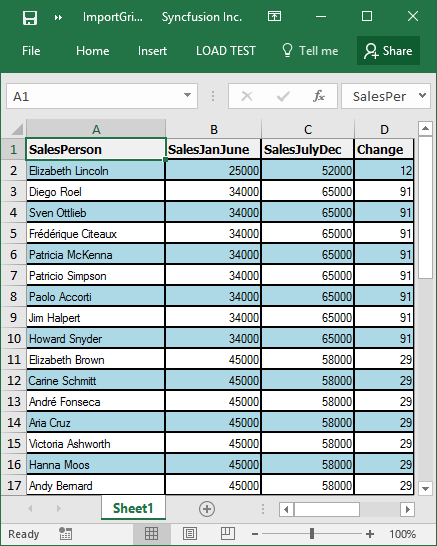 ImportGri... Syncfusion Inc.
File Home Insert LOAD TEST Tell me Share
A1 fx SalesPer
A B C D
1 SalesPerson SalesJanJune SalesJulyDec Change
2 Elizabeth Lincoln 25000 52000 12
3 Diego Roel 34000 65000 91
4 Sven Ottlieb 34000 65000 91
5 Frédérique Citeaux 34000 65000 91
6 Patricia McKenna 34000 65000 91
7 Patricio Simpson 34000 65000 91
8 Paolo Accorti 34000 65000 91
9 Jim Halpert 34000 65000 91
10 Howard Snyder 34000 65000 91
11 Elizabeth Brown 45000 58000 29
12 Carine Schmitt 45000 58000 29
13 André Fonseca 45000 58000 29
14 Aria Cruz 45000 58000 29
15 Victoria Ashworth 45000 58000 29
16 Hanna Moos 45000 58000 29
17 Andy Bernard 45000 58000 29
Sheet1
Ready 100%